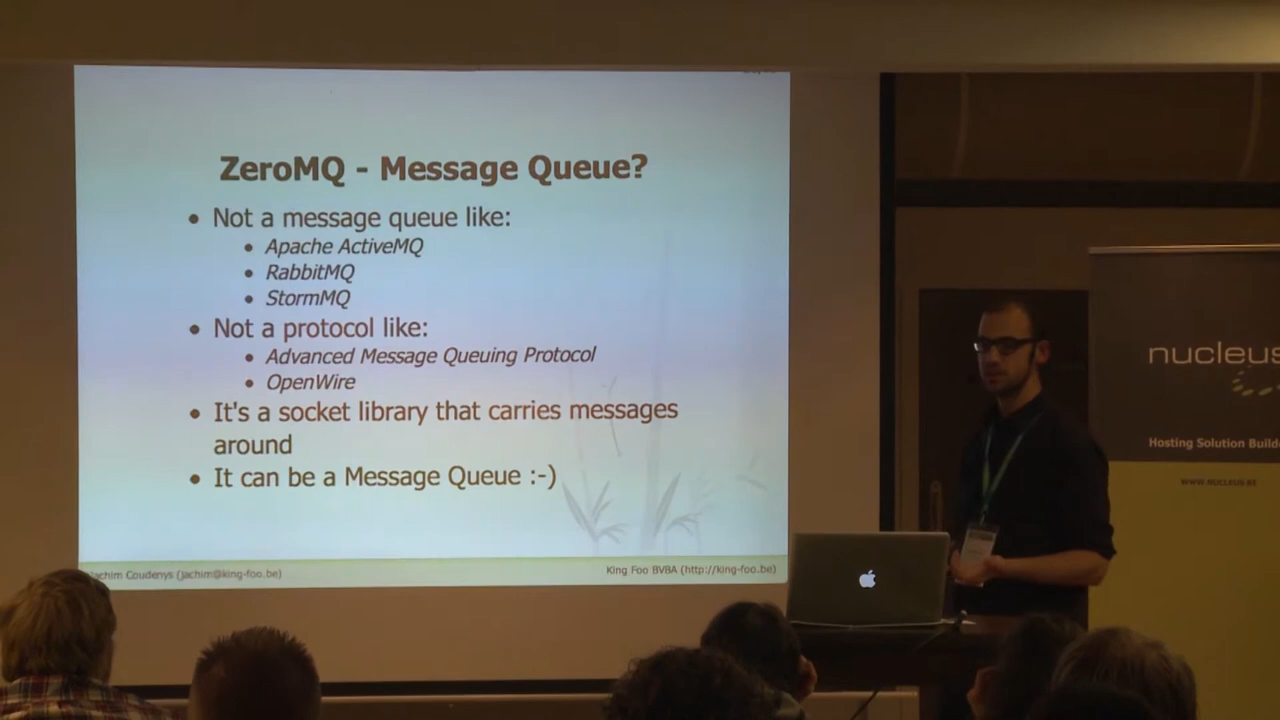 ZeroMQ - Message Queue?
• Not a message queue like:
• Apache ActiveMQ
• RabbitMQ
• StormMQ
• Not a protocol like:
• Advanced Message Queuing Protocol
• OpenWire
• It's a socket library that carries messages
around
• It can be a Message Queue :-)
Coudenys (jachim@king-foo.be)
King Foo BVBA (http://king-foo.be)
nucleus
Hosting Solution
WWW.NUCLEUS.BE